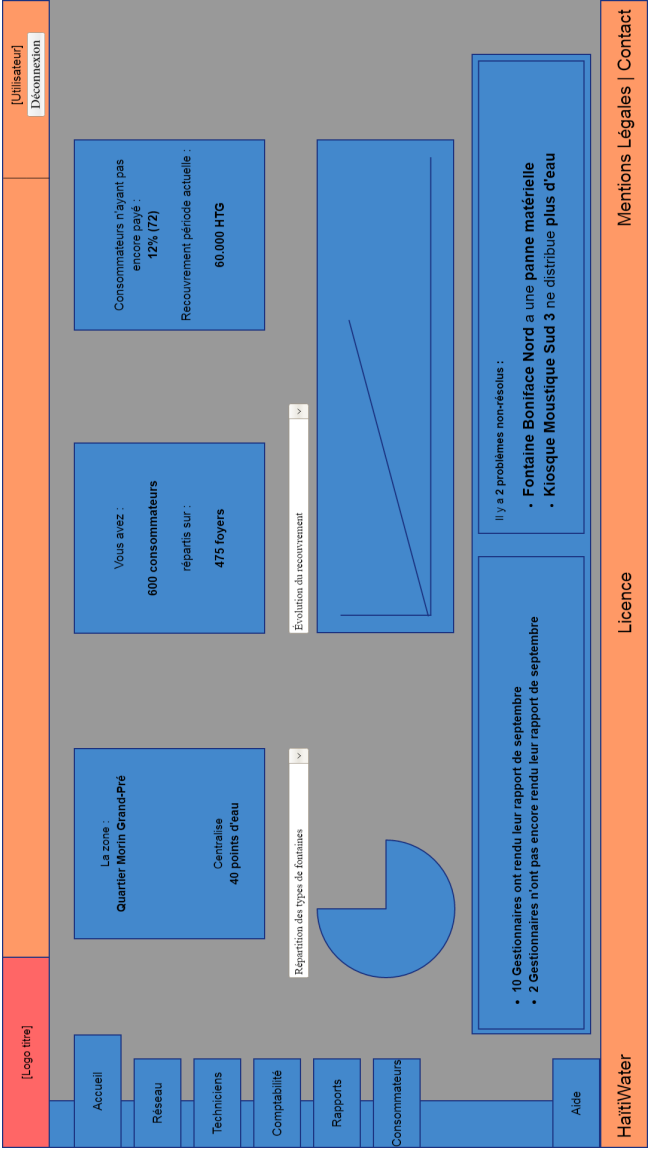 [Logo titre]
[Utilisateur]
Déconnexion
Accueil
Réseau
Techniciens
Comptabilité
Rapports
Consommateurs
Aide
La zone :
Quartier Morin Grand-Pré
Centralise
40 points d'eau
Vous avez :
600 consommateurs
répartis sur :
475 foyers
Consommateurs n'ayant pas
encore payé :
12% (72)
Recouvrement période actuelle :
60.000 HTG
Répartition des types de fontaines
Évolution du recouvrement
• 10 Gestionnaires ont rendu leur rapport de septembre
• 2 Gestionnaires n'ont pas encore rendu leur rapport de septembre
Il y a 2 problèmes non-résolus :
• Fontaine Boniface Nord a une panne matérielle
• Kiosque Moustique Sud 3 ne distribue plus d'eau
HaïtiWater
Licence
Mentions Légales | Contact